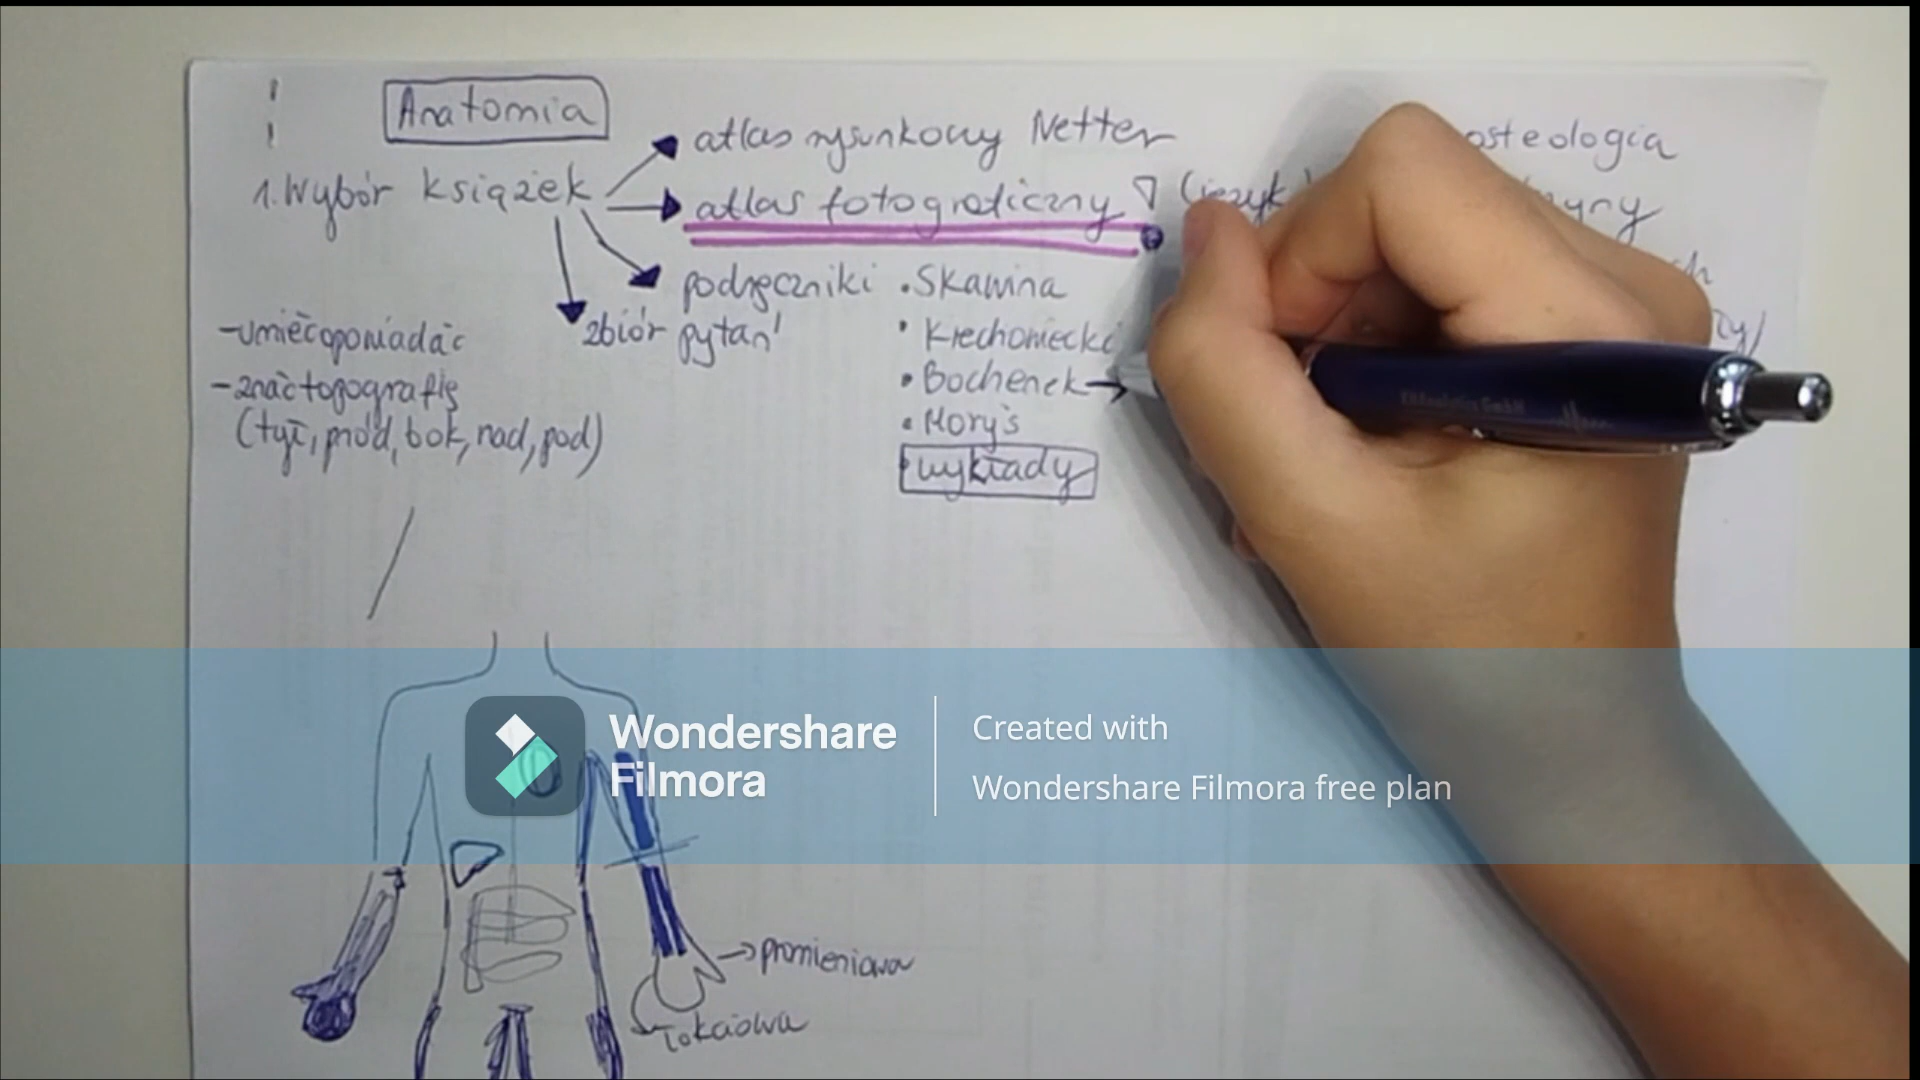 Anatomia
atlas rysunkowy Netter
osteologia
1. Wybór książek
atlas fotograficzny
podręczniki
• Skawina
-umieć opowiadać
zbiór pytań
• Krechowiecki
-znać topografię
• Bochenek →
(tył, przód, bok, nad, pod)
• Moryś
• wykłady
Wondershare
Filmora
Created with
Wondershare Filmora free plan
→ promieniowa
łokciowa